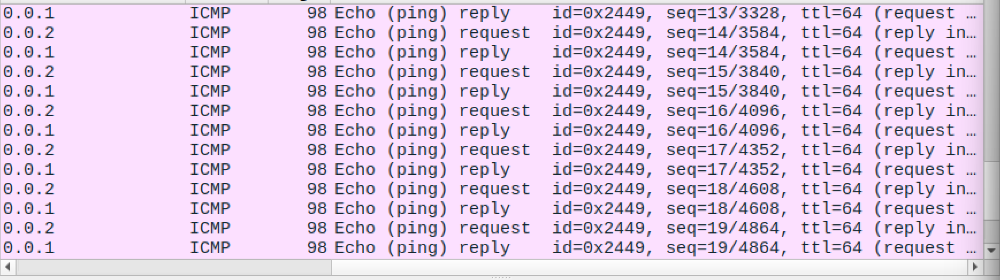 0.0.1 ICMP 98 Echo (ping) reply id=0x2449, seq=13/3328, ttl=64 (request …
0.0.2 ICMP 98 Echo (ping) request id=0x2449, seq=14/3584, ttl=64 (reply in…
0.0.1 ICMP 98 Echo (ping) reply id=0x2449, seq=14/3584, ttl=64 (request …
0.0.2 ICMP 98 Echo (ping) request id=0x2449, seq=15/3840, ttl=64 (reply in…
0.0.1 ICMP 98 Echo (ping) reply id=0x2449, seq=15/3840, ttl=64 (request …
0.0.2 ICMP 98 Echo (ping) request id=0x2449, seq=16/4096, ttl=64 (reply in…
0.0.1 ICMP 98 Echo (ping) reply id=0x2449, seq=16/4096, ttl=64 (request …
0.0.2 ICMP 98 Echo (ping) request id=0x2449, seq=17/4352, ttl=64 (reply in…
0.0.1 ICMP 98 Echo (ping) reply id=0x2449, seq=17/4352, ttl=64 (request …
0.0.2 ICMP 98 Echo (ping) request id=0x2449, seq=18/4608, ttl=64 (reply in…
0.0.1 ICMP 98 Echo (ping) reply id=0x2449, seq=18/4608, ttl=64 (request …
0.0.2 ICMP 98 Echo (ping) request id=0x2449, seq=19/4864, ttl=64 (reply in…
0.0.1 ICMP 98 Echo (ping) reply id=0x2449, seq=19/4864, ttl=64 (request …